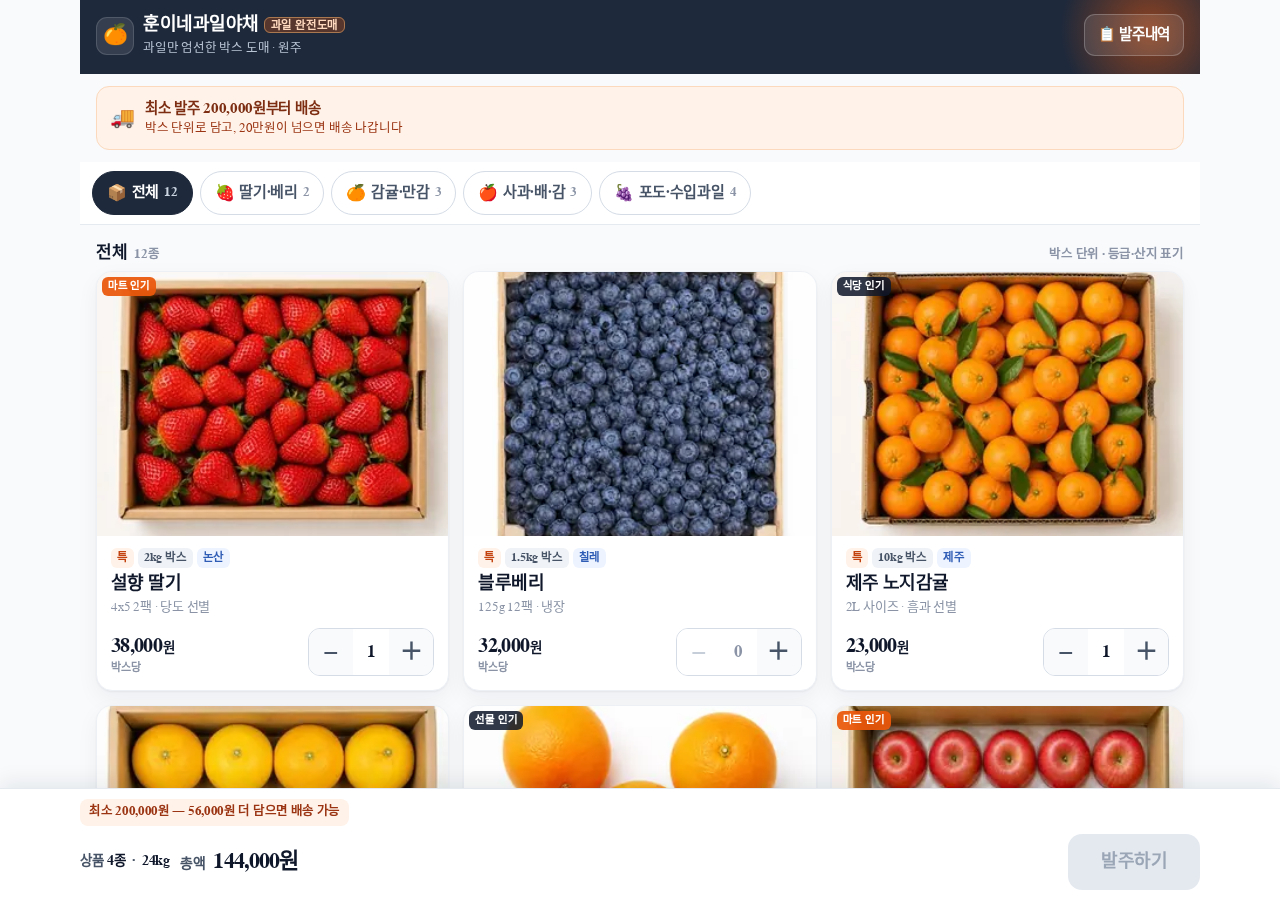 훈이네과일야채 과일 완전도매
과일만 엄선한 박스 도매 · 원주
📋 발주내역
최소 발주 200,000원부터 배송
박스 단위로 담고, 20만원이 넘으면 배송 나갑니다
전체 12
딸기·베리 2
감귤·만감 3
사과·배·감 3
포도·수입과일 4
전체 12종
박스 단위 · 등급·산지 표기
마트 인기
식당 인기
특 2kg 박스 논산
설향 딸기
4x5 2팩 · 당도 선별
38,000원
박스당
− 1 +
특 1.5kg 박스 칠레
블루베리
125g 12팩 · 냉장
32,000원
박스당
− 0 +
특 10kg 박스 제주
제주 노지감귤
2L 사이즈 · 흠과 선별
23,000원
박스당
− 1 +
선물 인기
마트 인기
최소 200,000원 — 56,000원 더 담으면 배송 가능
상품 4종 · 24kg 총액 144,000원
발주하기